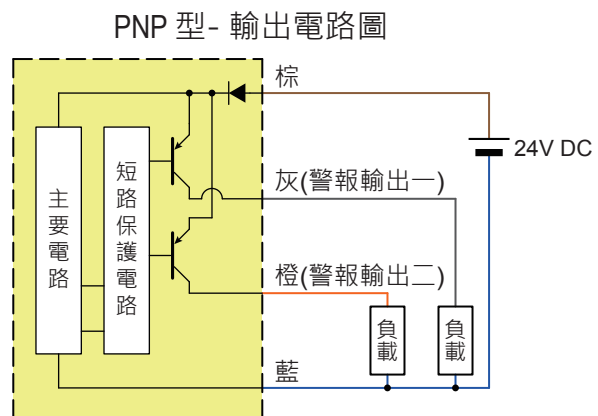 PNP 型- 輸出電路圖
棕
24V DC
主要電路
短路保護電路
灰(警報輸出一)
橙(警報輸出二)
負載
負載
藍